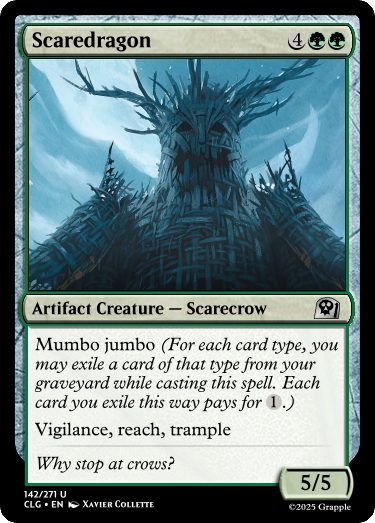 Scaredragon 4
Artifact Creature — Scarecrow
Mumbo jumbo (For each card type, you
may exile a card of that type from your
graveyard while casting this spell. Each
card you exile this way pays for 1.)
Vigilance, reach, trample
Why stop at crows?
5/5
142/271 U
CLG • EN Xavier Collette
©2025 Grapple